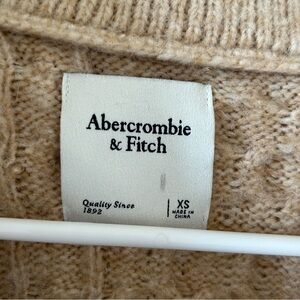 Abercrombie
& Fitch
Quality Since
1892
XS
MADE IN
CHINA